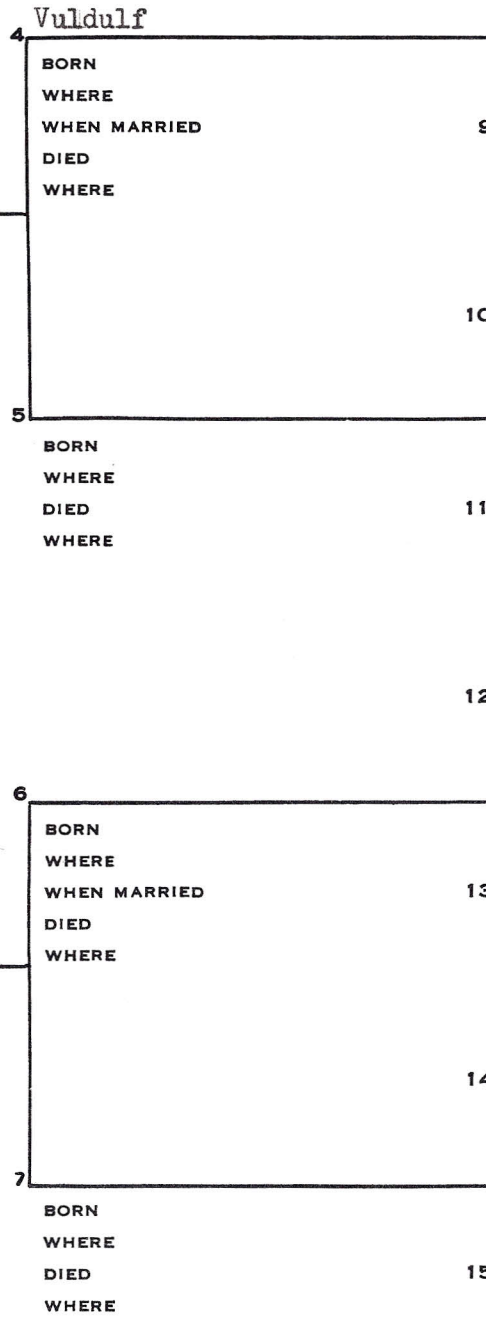 Vuldulf
4
BORN
WHERE
WHEN MARRIED
9
DIED
WHERE
10
5
BORN
WHERE
DIED
11
WHERE
12
6
BORN
WHERE
WHEN MARRIED
13
DIED
WHERE
14
7
BORN
WHERE
DIED
15
WHERE